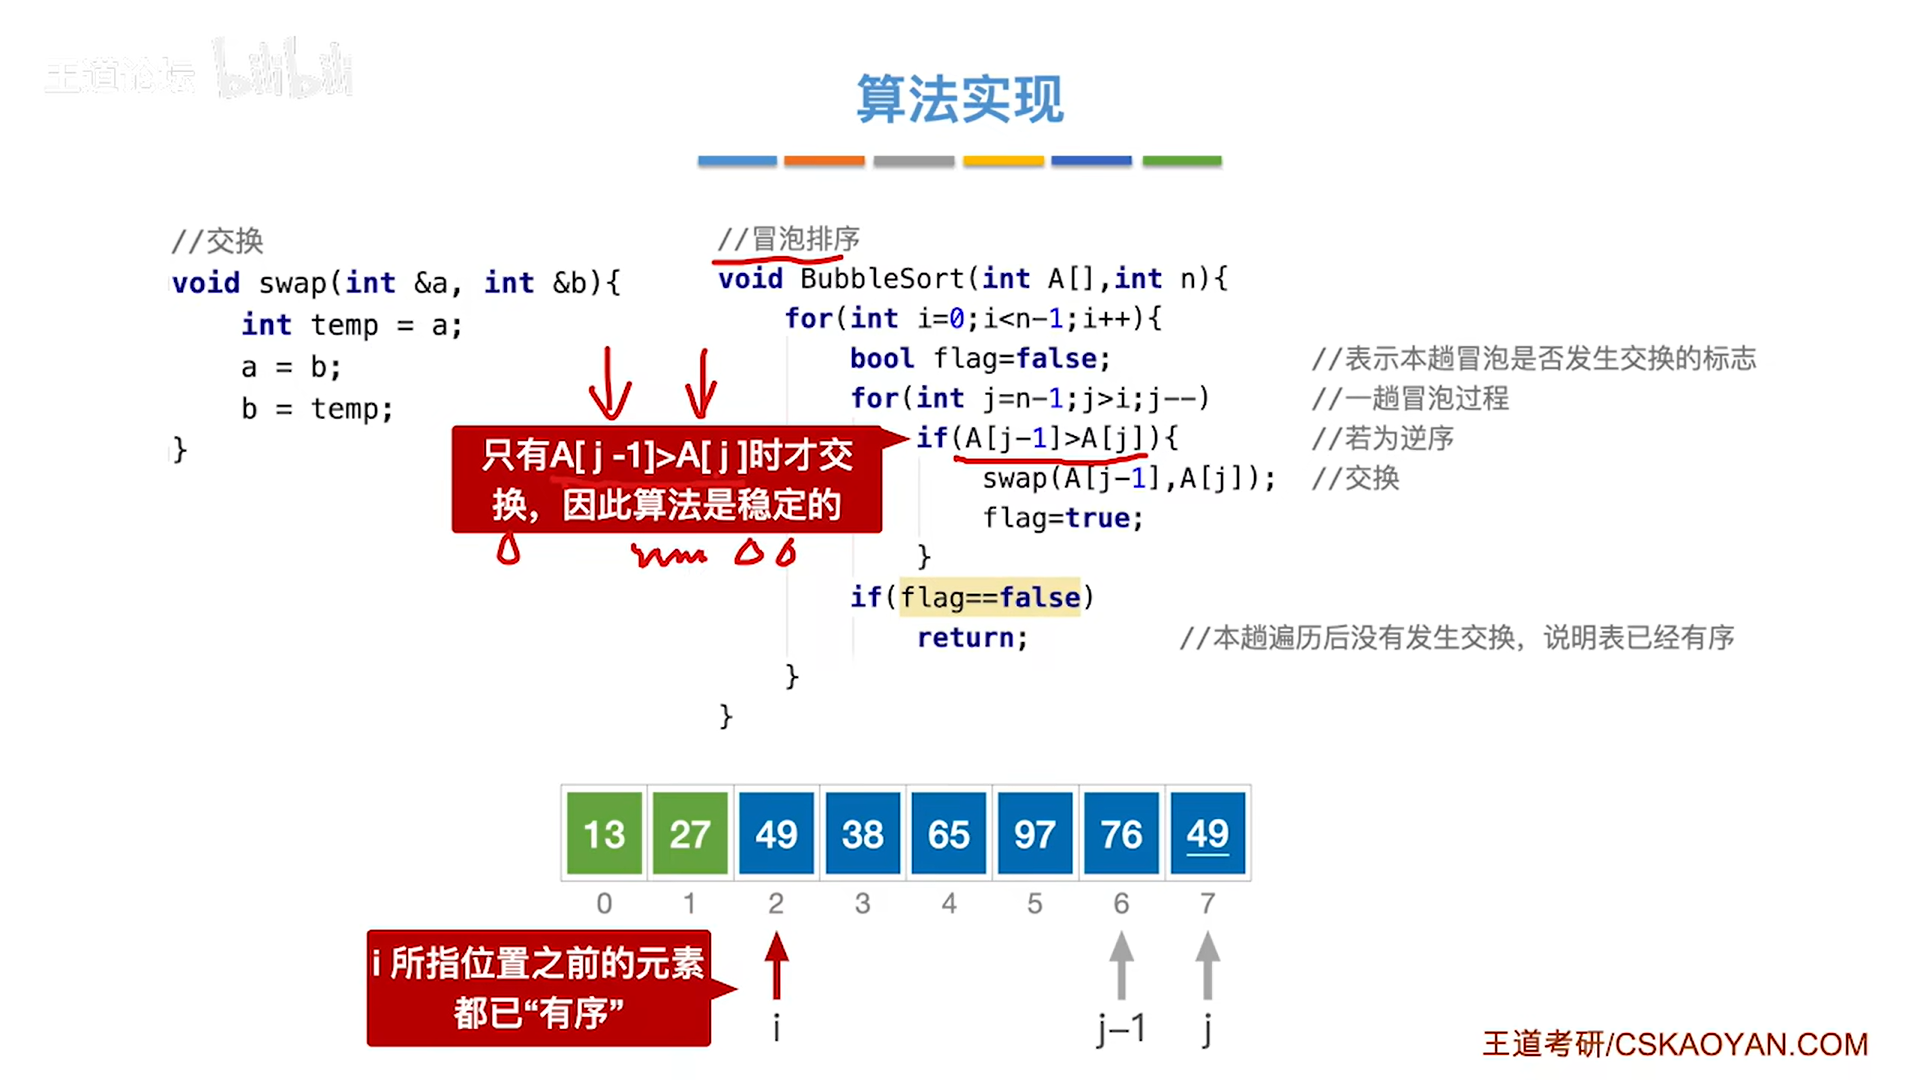 王道论坛 bilibili
算法实现
//交换
void swap(int &a, int &b){
int temp = a;
a = b;
b = temp;
}
//冒泡排序
void BubbleSort(int A[],int n){
for(int i=0;i<n-1;i++){
bool flag=false; //表示本趟冒泡是否发生交换的标志
for(int j=n-1;j>i;j--) //一趟冒泡过程
if(A[j-1]>A[j]){ //若为逆序
swap(A[j-1],A[j]); //交换
flag=true;
}
if(flag==false)
return; //本趟遍历后没有发生交换，说明表已经有序
}
}
只有A[ j -1]>A[ j ]时才交
换，因此算法是稳定的
13 27 49 38 65 97 76 49
0 1 2 3 4 5 6 7
i 所指位置之前的元素
都已“有序”
i j-1 j
王道考研/CSKAOYAN.COM